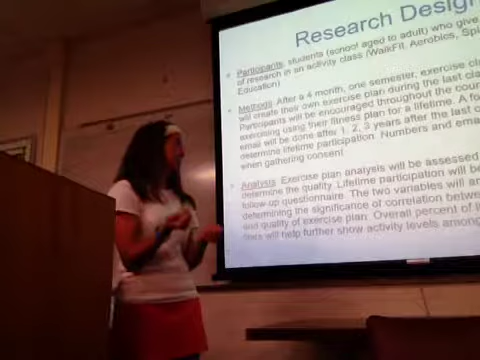 Research Design
Participants: students (school aged to adult) who give
of research in an activity class /WalkFit, Aerobics, Spi
Education)
Methods: After a 4 month, one semester, exercise cl
will create their own exercise plan during the last cla
Participants will be encouraged throughout the cour
exercising using their fitness plan for a lifetime. A fo
email will be done after 1, 2, 3 years after the last c
determine lifetime participation. Numbers and ema
when gathering consent
Analysis: Exercise plan analysis will be assessed
determine the quality. Lifetime participation will be
follow-up questionnaire. The two variables will an
determining the significance of correlation betwe
and quality of exercise plan. Overall percent of
will help further show activity levels among